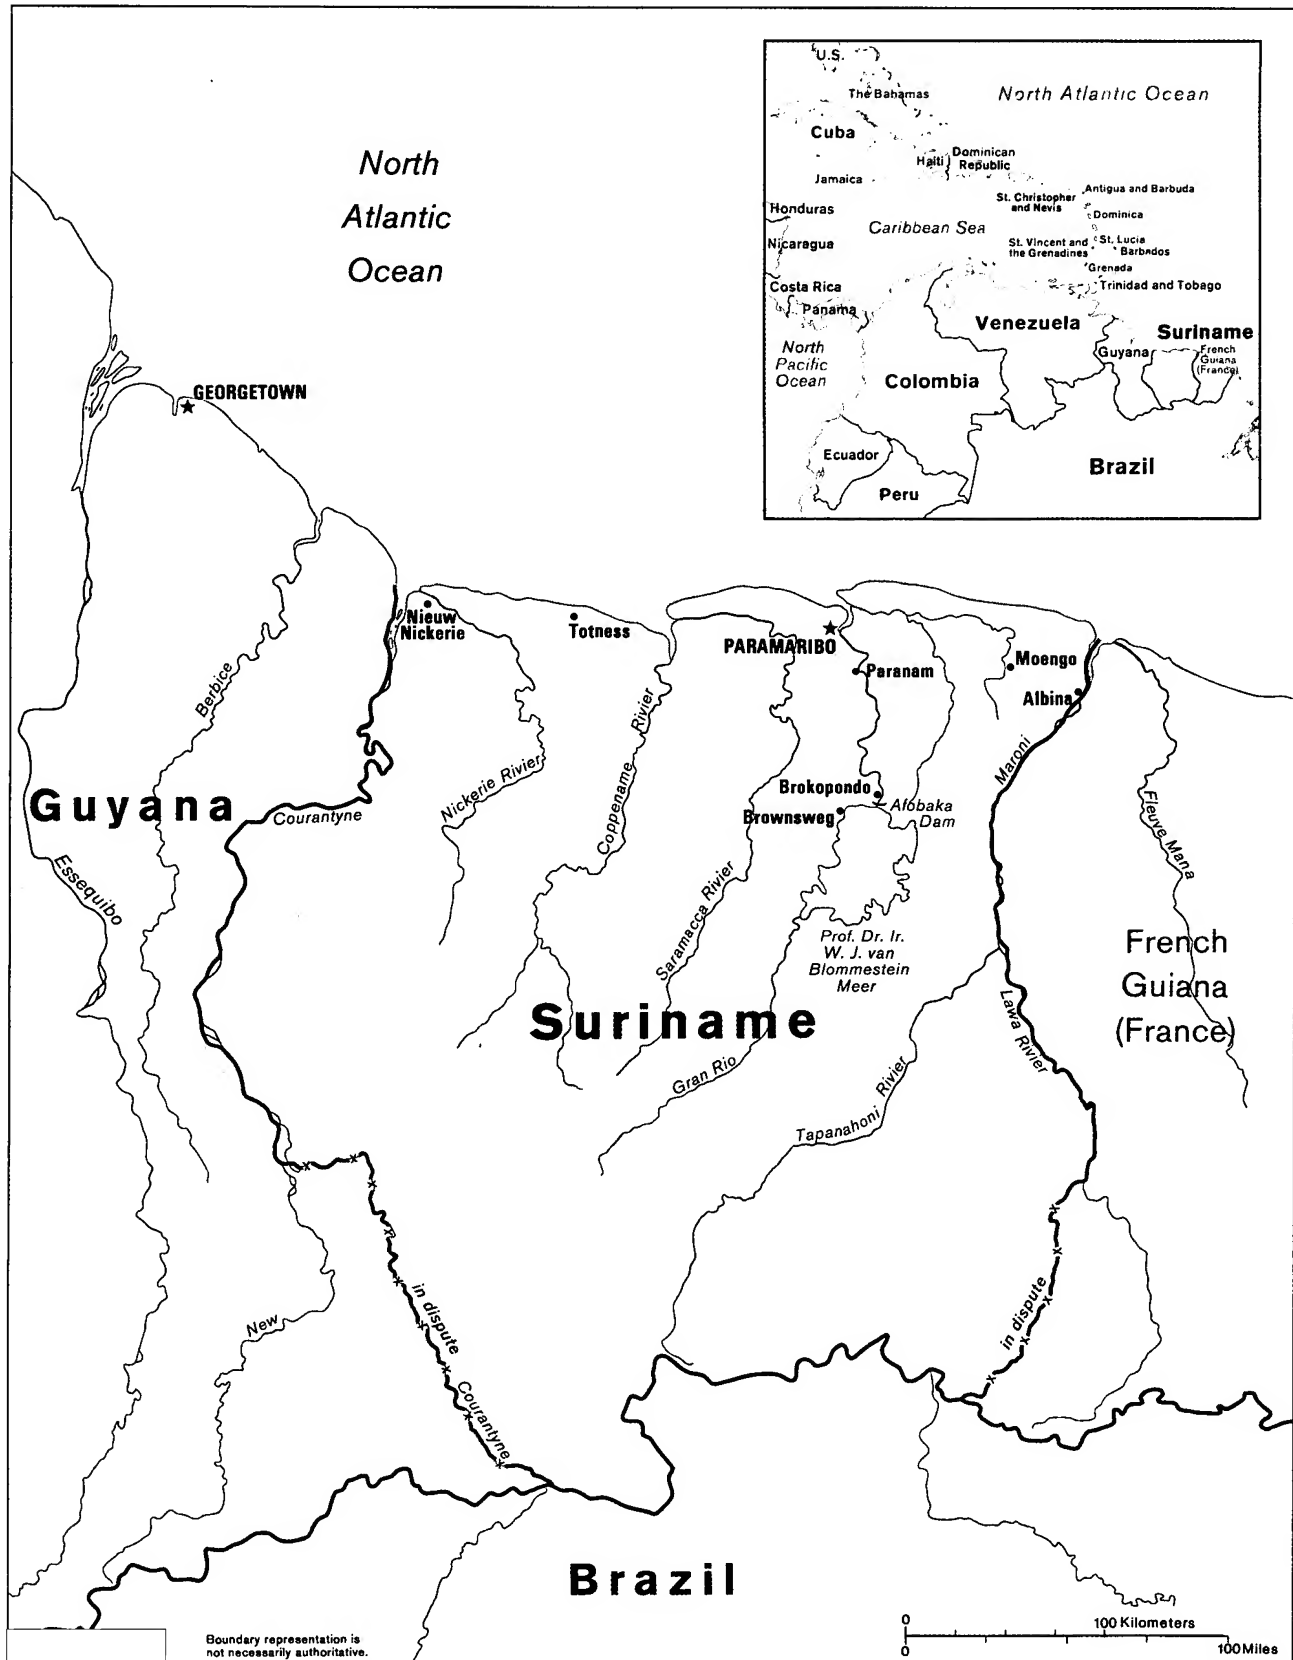 North
Atlantic
Ocean
U.S.
The Bahamas
North Atlantic Ocean
Cuba
Haiti
Dominican
Republic
Jamaica
St. Christopher
and Nevis
Antigua and Barbuda
Honduras
Dominica
Caribbean Sea
Nicaragua
St. Vincent and
the Grenadines
St. Lucia
Barbados
Grenada
Costa Rica
Trinidad and Tobago
Panama
Venezuela
Suriname
North
Pacific
Ocean
Guyana
French
Guiana
(France)
Colombia
Ecuador
Brazil
Peru
GEORGETOWN
Nieuw
Nickerie
Totness
PARAMARIBO
Paranam
Moengo
Albina
Berbice
Coppename Rivier
Maroni
Nickerie Rivier
Brokopondo
Brownsweg
Afobaka
Dam
Guyana
Courantyne
Fleuve Mana
Essequibo
Saramacca Rivier
Prof. Dr. Ir.
W. J. van
Blommestein
Meer
French
Guiana
(France)
Suriname
Lawa Rivier
Gran Rio
Tapanahoni Rivier
New
in dispute
Courantyne
in dispute
Brazil
Boundary representation is
not necessarily authoritative.
0 100 Kilometers
0 100 Miles